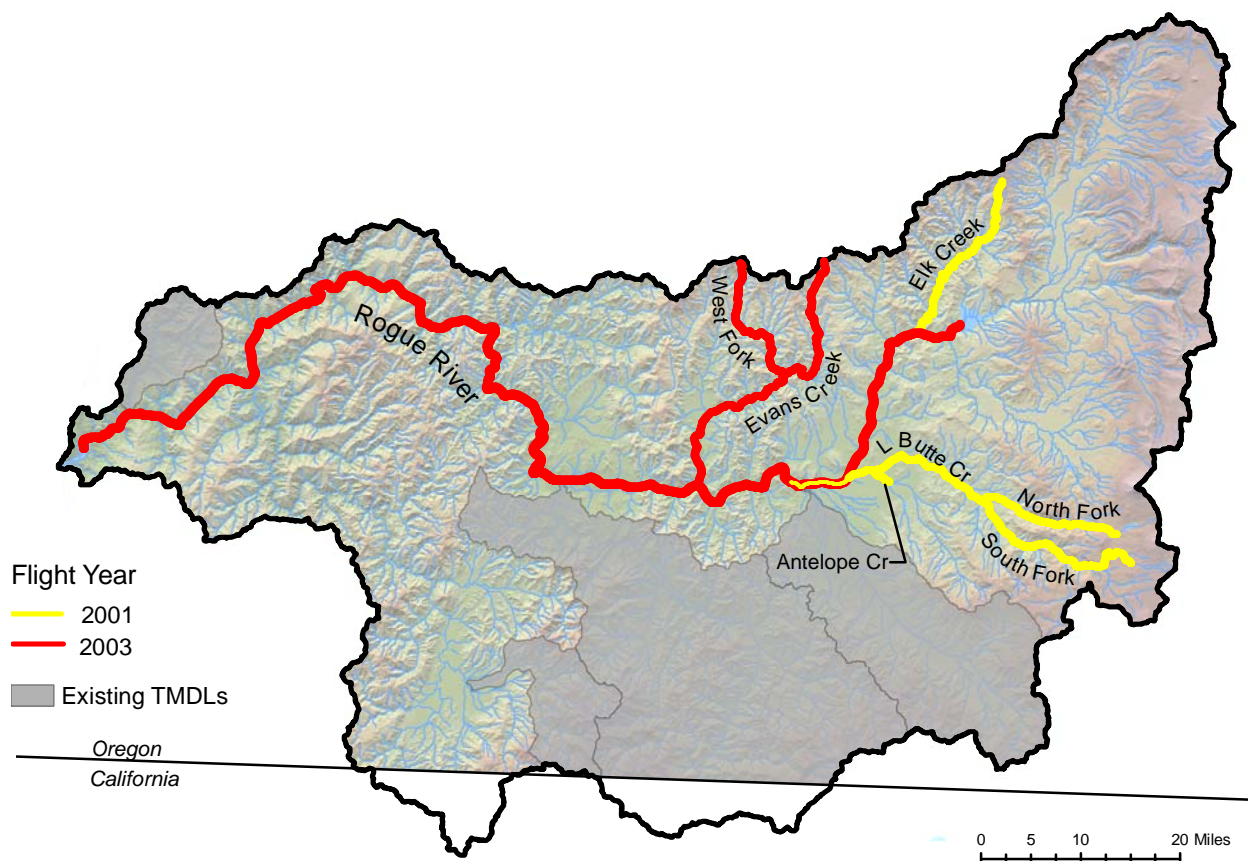 Elk Creek
West Fork
Rogue River
Evans Creek
L Butte Cr
North Fork
South Fork
Antelope Cr
Flight Year
2001
2003
Existing TMDLs
Oregon
California
0 5 10 20 Miles